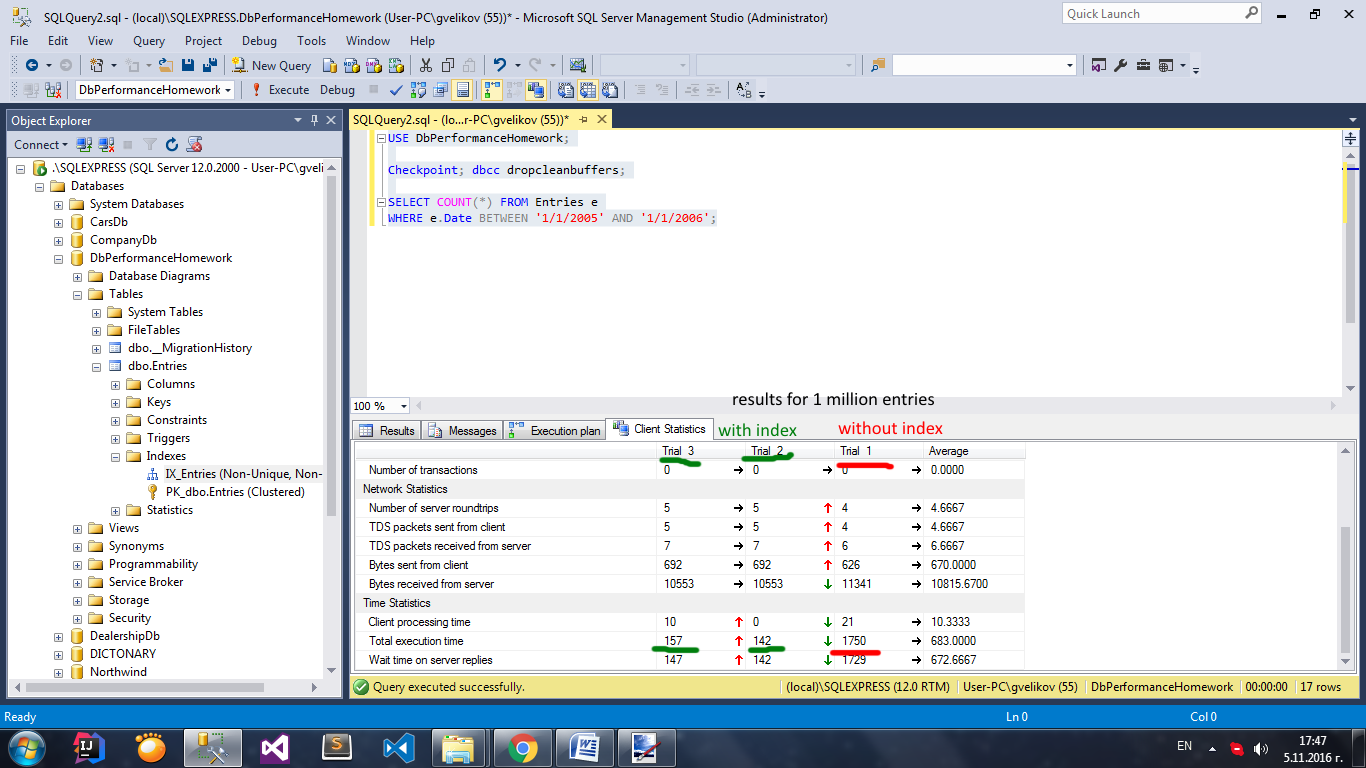 SQLQuery2.sql - (local)\SQLEXPRESS.DbPerformanceHomework (User-PC\gvelikov (55))* - Microsoft SQL Server Management Studio (Administrator)
Quick Launch
File Edit View Query Project Debug Tools Window Help
New Query
DbPerformanceHomework Execute Debug
Object Explorer
Connect
.\SQLEXPRESS (SQL Server 12.0.2000 - User-PC\gveli
Databases
System Databases
CarsDb
CompanyDb
DbPerformanceHomework
Database Diagrams
Tables
System Tables
FileTables
dbo.__MigrationHistory
dbo.Entries
Columns
Keys
Constraints
Triggers
Indexes
IX_Entries (Non-Unique, Non-
PK_dbo.Entries (Clustered)
Statistics
Views
Synonyms
Programmability
Service Broker
Storage
Security
DealershipDb
DICTONARY
Northwind
SQLQuery2.sql - (lo...r-PC\gvelikov (55))*
USE DbPerformanceHomework;
Checkpoint; dbcc dropcleanbuffers;
SELECT COUNT(*) FROM Entries e
WHERE e.Date BETWEEN '1/1/2005' AND '1/1/2006';
100 %
results for 1 million entries
Results Messages Execution plan Client Statistics with index without index
Trial 3 Trial 2 Trial 1 Average
Number of transactions 0 → 0 → 0 → 0.0000
Network Statistics
Number of server roundtrips 5 → 5 ↑ 4 → 4.6667
TDS packets sent from client 5 → 5 ↑ 4 → 4.6667
TDS packets received from server 7 → 7 ↑ 6 → 6.6667
Bytes sent from client 692 → 692 ↑ 626 → 670.0000
Bytes received from server 10553 → 10553 ↓ 11341 → 10815.6700
Time Statistics
Client processing time 10 ↑ 0 ↓ 21 → 10.3333
Total execution time 157 ↑ 142 ↓ 1750 → 683.0000
Wait time on server replies 147 ↑ 142 ↓ 1729 → 672.6667
Query executed successfully. (local)\SQLEXPRESS (12.0 RTM) User-PC\gvelikov (55) DbPerformanceHomework 00:00:00 17 rows
Ready Ln 0 Col 0
EN 17:47
5.11.2016 г.